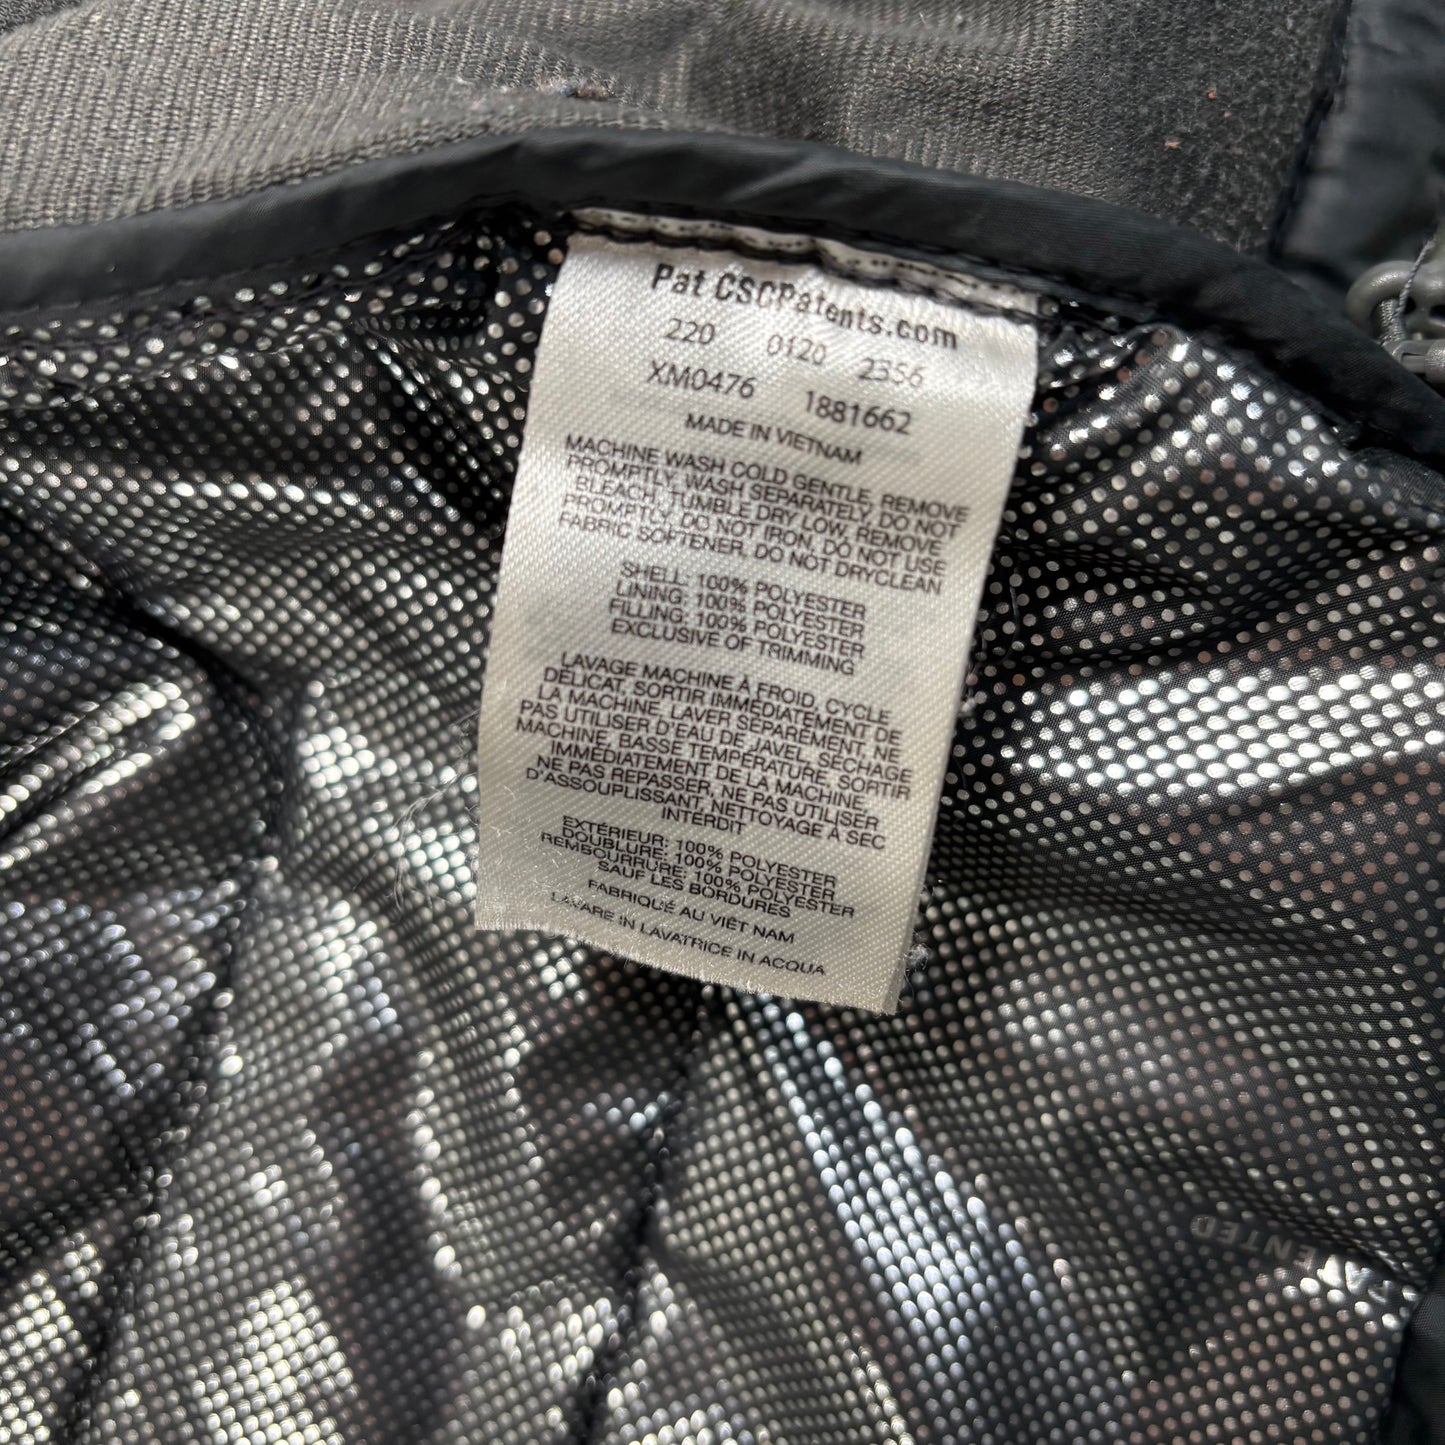 Pat CSCPatents.com
220 0120 2356
XM0476 1881662
MADE IN VIETNAM
MACHINE WASH COLD GENTLE, REMOVE
PROMPTLY, WASH SEPARATELY, DO NOT
BLEACH, TUMBLE DRY LOW, REMOVE
PROMPTLY, DO NOT IRON, DO NOT USE
FABRIC SOFTENER, DO NOT DRYCLEAN
SHELL: 100% POLYESTER
LINING: 100% POLYESTER
FILLING: 100% POLYESTER
EXCLUSIVE OF TRIMMING
LAVAGE MACHINE À FROID, CYCLE
DÉLICAT, SORTIR IMMÉDIATEMENT DE
LA MACHINE, LAVER SÉPARÉMENT, NE
PAS UTILISER D'EAU DE JAVEL, SÉCHAGE
MACHINE, BASSE TEMPÉRATURE, SORTIR
IMMÉDIATEMENT DE LA MACHINE,
NE PAS REPASSER, NE PAS UTILISER
D'ASSOUPLISSANT, NETTOYAGE À SEC
INTERDIT
EXTÉRIEUR: 100% POLYESTER
DOUBLURE: 100% POLYESTER
REMBOURRURE: 100% POLYESTER
SAUF LES BORDURES
FABRIQUÉ AU VIÊT NAM
LAVARE IN LAVATRICE IN ACQUA
ENTED